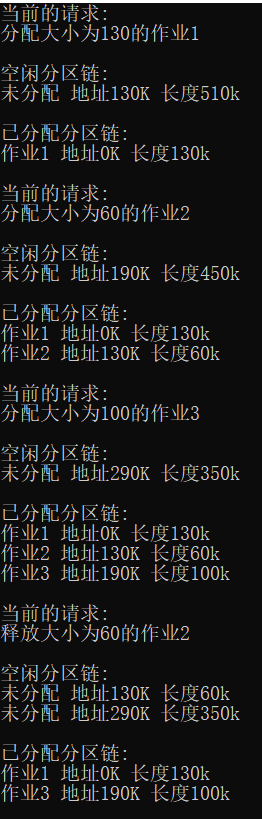 当前的请求:
分配大小为130的作业1
空闲分区链:
未分配 地址130K 长度510k
已分配分区链:
作业1 地址0K 长度130k
当前的请求:
分配大小为60的作业2
空闲分区链:
未分配 地址190K 长度450k
已分配分区链:
作业1 地址0K 长度130k
作业2 地址130K 长度60k
当前的请求:
分配大小为100的作业3
空闲分区链:
未分配 地址290K 长度350k
已分配分区链:
作业1 地址0K 长度130k
作业2 地址130K 长度60k
作业3 地址190K 长度100k
当前的请求:
释放大小为60的作业2
空闲分区链:
未分配 地址130K 长度60k
未分配 地址290K 长度350k
已分配分区链:
作业1 地址0K 长度130k
作业3 地址190K 长度100k